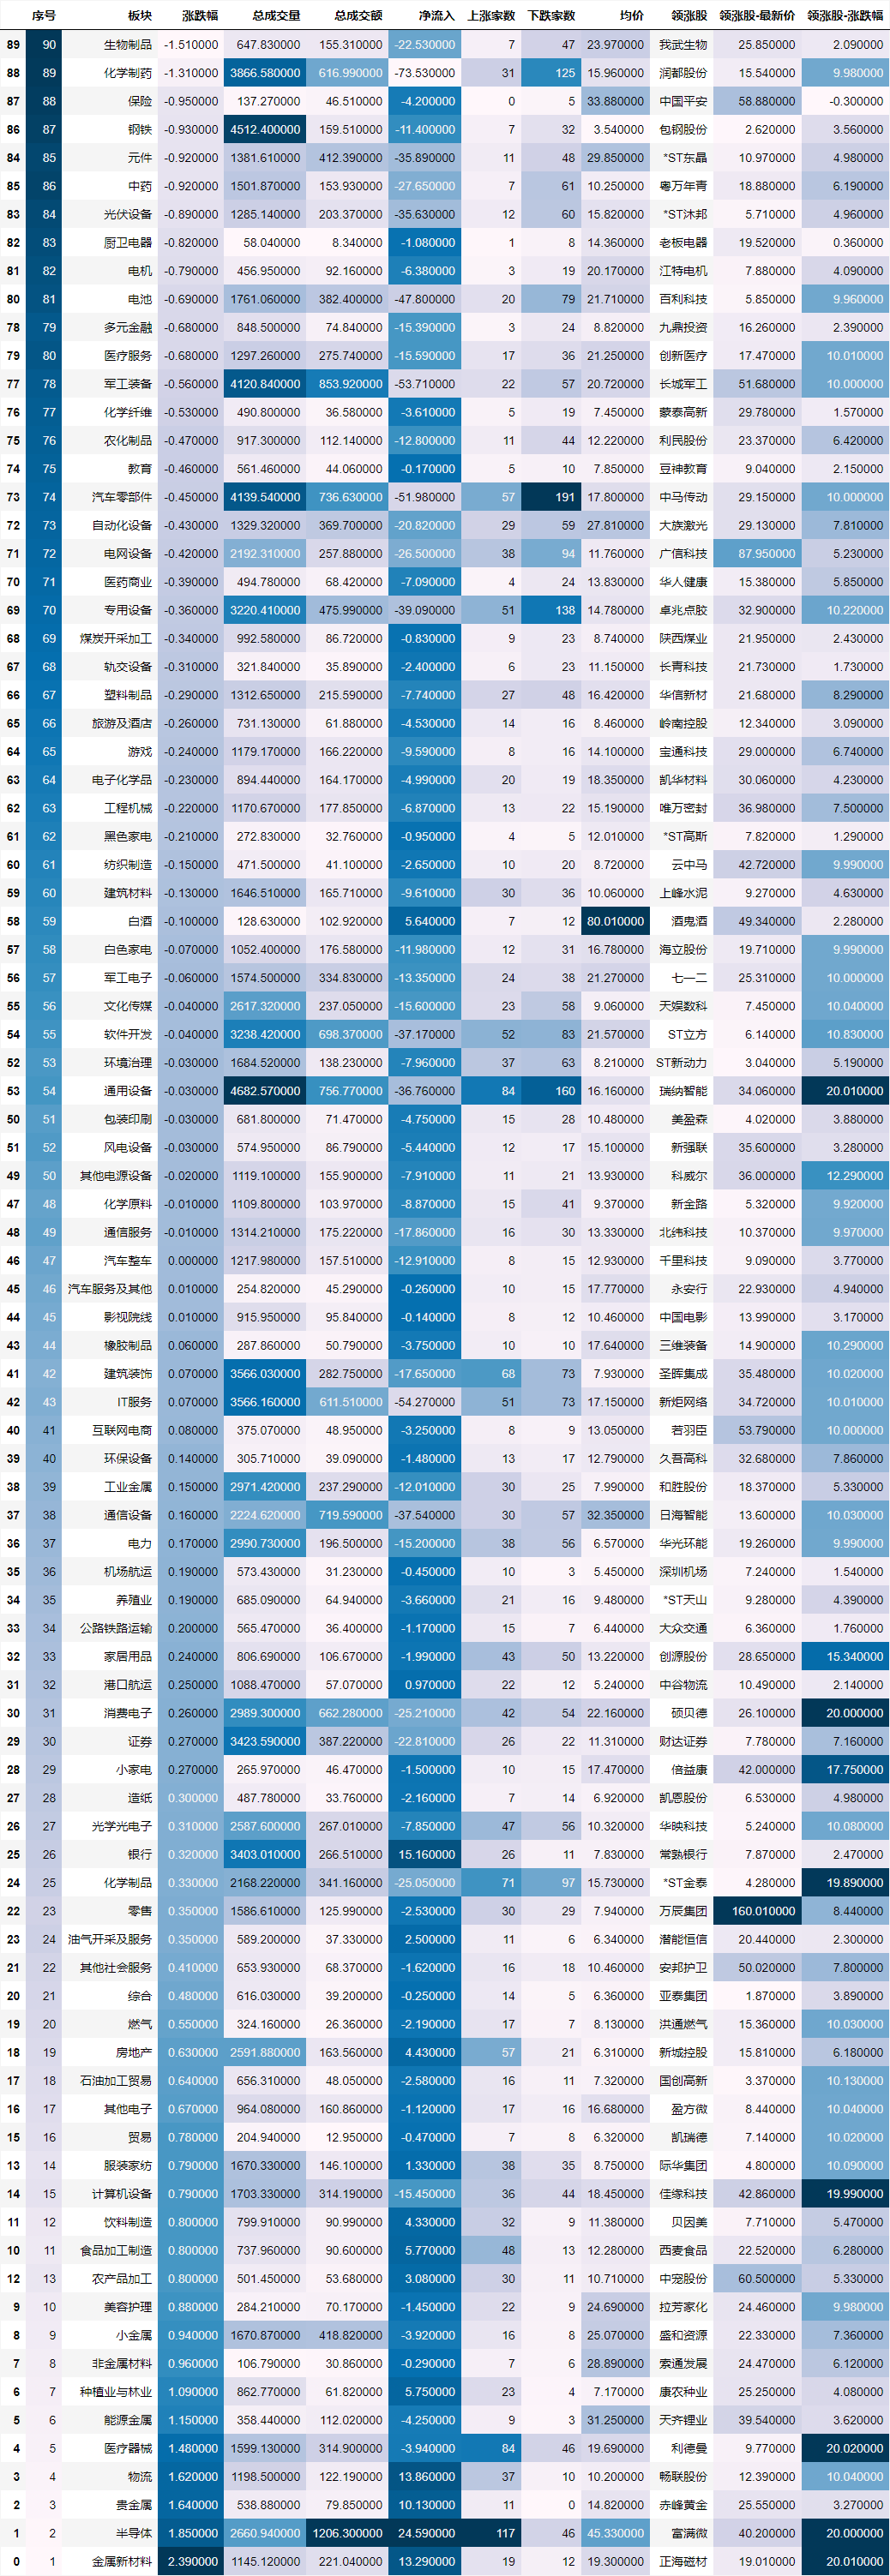 序号 板块 涨跌幅 总成交量 总成交额 净流入 上涨家数 下跌家数 均价 领涨股 领涨股-最新价 领涨股-涨跌幅
89 90 生物制品 -1.510000 647.830000 155.310000 -22.530000 7 47 23.970000 我武生物 25.850000 2.090000
88 89 化学制药 -1.310000 3866.580000 616.990000 -73.530000 31 125 15.960000 润都股份 15.540000 9.980000
87 88 保险 -0.950000 137.270000 46.510000 -4.200000 0 5 33.880000 中国平安 58.880000 -0.300000
86 87 钢铁 -0.930000 4512.400000 159.510000 -11.400000 7 32 3.540000 包钢股份 2.620000 3.560000
84 85 元件 -0.920000 1381.610000 412.390000 -35.890000 11 48 29.850000 *ST东晶 10.970000 4.980000
85 86 中药 -0.920000 1501.870000 153.930000 -27.650000 7 61 10.250000 粤万年青 18.880000 6.190000
83 84 光伏设备 -0.890000 1285.140000 203.370000 -35.630000 12 60 15.820000 *ST沐邦 5.710000 4.960000
82 83 厨卫电器 -0.820000 58.040000 8.340000 -1.080000 1 8 14.360000 老板电器 19.520000 0.360000
81 82 电机 -0.790000 456.950000 92.160000 -6.380000 3 19 20.170000 江特电机 7.880000 4.090000
80 81 电池 -0.690000 1761.060000 382.400000 -47.800000 20 79 21.710000 百利科技 5.850000 9.960000
78 79 多元金融 -0.680000 848.500000 74.840000 -15.390000 3 24 8.820000 九鼎投资 16.260000 2.390000
79 80 医疗服务 -0.680000 1297.260000 275.740000 -15.590000 17 36 21.250000 创新医疗 17.470000 10.010000
77 78 军工装备 -0.560000 4120.840000 853.920000 -53.710000 22 57 20.720000 长城军工 51.680000 10.000000
76 77 化学纤维 -0.530000 490.800000 36.580000 -3.610000 5 19 7.450000 蒙泰高新 29.780000 1.570000
75 76 农化制品 -0.470000 917.300000 112.140000 -12.800000 11 44 12.220000 利民股份 23.370000 6.420000
74 75 教育 -0.460000 561.460000 44.060000 -0.170000 5 10 7.850000 豆神教育 9.040000 2.150000
73 74 汽车零部件 -0.450000 4139.540000 736.630000 -51.980000 57 191 17.800000 中马传动 29.150000 10.000000
72 73 自动化设备 -0.430000 1329.320000 369.700000 -20.820000 29 59 27.810000 大族激光 29.130000 7.810000
71 72 电网设备 -0.420000 2192.310000 257.880000 -26.500000 38 94 11.760000 广信科技 87.950000 5.230000
70 71 医药商业 -0.390000 494.780000 68.420000 -7.090000 4 24 13.830000 华人健康 15.380000 5.850000
69 70 专用设备 -0.360000 3220.410000 475.990000 -39.090000 51 138 14.780000 卓兆点胶 32.900000 10.220000
68 69 煤炭开采加工 -0.340000 992.580000 86.720000 -0.830000 9 23 8.740000 陕西煤业 21.950000 2.430000
67 68 轨交设备 -0.310000 321.840000 35.890000 -2.400000 6 23 11.150000 长青科技 21.730000 1.730000
66 67 塑料制品 -0.290000 1312.650000 215.590000 -7.740000 27 48 16.420000 华信新材 21.680000 8.290000
65 66 旅游及酒店 -0.260000 731.130000 61.880000 -4.530000 14 16 8.460000 岭南控股 12.340000 3.090000
64 65 游戏 -0.240000 1179.170000 166.220000 -9.590000 8 16 14.100000 宝通科技 29.000000 6.740000
63 64 电子化学品 -0.230000 894.440000 164.170000 -4.990000 20 19 18.350000 凯华材料 30.060000 4.230000
62 63 工程机械 -0.220000 1170.670000 177.850000 -6.870000 13 22 15.190000 唯万密封 36.980000 7.500000
61 62 黑色家电 -0.210000 272.830000 32.760000 -0.950000 4 5 12.010000 *ST高斯 7.820000 1.290000
60 61 纺织制造 -0.150000 471.500000 41.100000 -2.650000 10 20 8.720000 云中马 42.720000 9.990000
59 60 建筑材料 -0.130000 1646.510000 165.710000 -9.610000 30 36 10.060000 上峰水泥 9.270000 4.630000
58 59 白酒 -0.100000 128.630000 102.920000 5.640000 7 12 80.010000 酒鬼酒 49.340000 2.280000
57 58 白色家电 -0.070000 1052.400000 176.580000 -11.980000 12 31 16.780000 海立股份 19.710000 9.990000
56 57 军工电子 -0.060000 1574.500000 334.830000 -13.350000 24 38 21.270000 七一二 25.310000 10.000000
55 56 文化传媒 -0.040000 2617.320000 237.050000 -15.600000 23 58 9.060000 天娱数科 7.450000 10.040000
54 55 软件开发 -0.040000 3238.420000 698.370000 -37.170000 52 83 21.570000 ST立方 6.140000 10.830000
52 53 环境治理 -0.030000 1684.520000 138.230000 -7.960000 37 63 8.210000 ST新动力 3.040000 5.190000
53 54 通用设备 -0.030000 4682.570000 756.770000 -36.760000 84 160 16.160000 瑞纳智能 34.060000 20.010000
50 51 包装印刷 -0.030000 681.800000 71.470000 -4.750000 15 28 10.480000 美盈森 4.020000 3.880000
51 52 风电设备 -0.030000 574.950000 86.790000 -5.440000 12 17 15.100000 新强联 35.600000 3.280000
49 50 其他电源设备 -0.020000 1119.100000 155.900000 -7.910000 11 21 13.930000 科威尔 36.000000 12.290000
47 48 化学原料 -0.010000 1109.800000 103.970000 -8.870000 15 41 9.370000 新金路 5.320000 9.920000
48 49 通信服务 -0.010000 1314.210000 175.220000 -17.860000 16 30 13.330000 北纬科技 10.370000 9.970000
46 47 汽车整车 0.000000 1217.980000 157.510000 -12.910000 8 15 12.930000 千里科技 9.090000 3.770000
45 46 汽车服务及其他 0.010000 254.820000 45.290000 -0.260000 10 15 17.770000 永安行 22.930000 4.940000
44 45 影视院线 0.010000 915.950000 95.840000 -0.140000 8 12 10.460000 中国电影 13.990000 3.170000
43 44 橡胶制品 0.060000 287.860000 50.790000 -3.750000 10 10 17.640000 三维装备 14.900000 10.290000
41 42 建筑装饰 0.070000 3566.030000 282.750000 -17.650000 68 73 7.930000 圣晖集成 35.480000 10.020000
42 43 IT服务 0.070000 3566.160000 611.510000 -54.270000 51 73 17.150000 新炬网络 34.720000 10.010000
40 41 互联网电商 0.080000 375.070000 48.950000 -3.250000 8 9 13.050000 若羽臣 53.790000 10.000000
39 40 环保设备 0.140000 305.710000 39.090000 -1.480000 13 17 12.790000 久吾高科 32.680000 7.860000
38 39 工业金属 0.150000 2971.420000 237.290000 -12.010000 30 25 7.990000 和胜股份 18.370000 5.330000
37 38 通信设备 0.160000 2224.620000 719.590000 -37.540000 30 57 32.350000 日海智能 13.600000 10.030000
36 37 电力 0.170000 2990.730000 196.500000 -15.200000 38 56 6.570000 华光环能 19.260000 9.990000
35 36 机场航运 0.190000 573.430000 31.230000 -0.450000 10 3 5.450000 深圳机场 7.240000 1.540000
34 35 养殖业 0.190000 685.090000 64.940000 -3.660000 21 16 9.480000 *ST天山 9.280000 4.390000
33 34 公路铁路运输 0.200000 565.470000 36.400000 -1.170000 15 7 6.440000 大众交通 6.360000 1.760000
32 33 家居用品 0.240000 806.690000 106.670000 -1.990000 43 50 13.220000 创源股份 28.650000 15.340000
31 32 港口航运 0.250000 1088.470000 57.070000 0.970000 22 12 5.240000 中谷物流 10.490000 2.140000
30 31 消费电子 0.260000 2989.300000 662.280000 -25.210000 42 54 22.160000 硕贝德 26.100000 20.000000
29 30 证券 0.270000 3423.590000 387.220000 -22.810000 26 22 11.310000 财达证券 7.780000 7.160000
28 29 小家电 0.270000 265.970000 46.470000 -1.500000 10 15 17.470000 倍益康 42.000000 17.750000
27 28 造纸 0.300000 487.780000 33.760000 -2.160000 7 14 6.920000 凯恩股份 6.530000 4.980000
26 27 光学光电子 0.310000 2587.600000 267.010000 -7.850000 47 56 10.320000 华映科技 5.240000 10.080000
25 26 银行 0.320000 3403.010000 266.510000 15.160000 26 11 7.830000 常熟银行 7.870000 2.470000
24 25 化学制品 0.330000 2168.220000 341.160000 -25.050000 71 97 15.730000 *ST金泰 4.280000 19.890000
22 23 零售 0.350000 1586.610000 125.990000 -2.530000 30 29 7.940000 万辰集团 160.010000 8.440000
23 24 油气开采及服务 0.350000 589.200000 37.330000 2.500000 11 6 6.340000 潜能恒信 20.440000 2.300000
21 22 其他社会服务 0.410000 653.930000 68.370000 -1.620000 16 18 10.460000 安邦护卫 50.020000 7.800000
20 21 综合 0.480000 616.030000 39.200000 -0.250000 14 5 6.360000 亚泰集团 1.870000 3.890000
19 20 燃气 0.550000 324.160000 26.360000 -2.190000 17 7 8.130000 洪通燃气 15.360000 10.030000
18 19 房地产 0.630000 2591.880000 163.560000 4.430000 57 21 6.310000 新城控股 15.810000 6.180000
17 18 石油加工贸易 0.640000 656.310000 48.050000 -2.580000 16 11 7.320000 国创高新 3.370000 10.130000
16 17 其他电子 0.670000 964.080000 160.860000 -1.120000 17 16 16.680000 盈方微 8.440000 10.040000
15 16 贸易 0.780000 204.940000 12.950000 -0.470000 7 8 6.320000 凯瑞德 7.140000 10.020000
13 14 服装家纺 0.790000 1670.330000 146.100000 1.330000 38 35 8.750000 际华集团 4.800000 10.090000
14 15 计算机设备 0.790000 1703.330000 314.190000 -15.450000 36 44 18.450000 佳缘科技 42.860000 19.990000
11 12 饮料制造 0.800000 799.910000 90.990000 4.330000 32 9 11.380000 贝因美 7.710000 5.470000
10 11 食品加工制造 0.800000 737.960000 90.600000 5.770000 48 13 12.280000 西麦食品 22.520000 6.280000
12 13 农产品加工 0.800000 501.450000 53.680000 3.080000 30 11 10.710000 中宠股份 60.500000 5.330000
9 10 美容护理 0.880000 284.210000 70.170000 -1.450000 22 9 24.690000 拉芳家化 24.460000 9.980000
8 9 小金属 0.940000 1670.870000 418.820000 -3.920000 16 8 25.070000 盛和资源 22.330000 7.360000
7 8 非金属材料 0.960000 106.790000 30.860000 -0.290000 7 6 28.890000 索通发展 24.470000 6.120000
6 7 种植业与林业 1.090000 862.770000 61.820000 5.750000 23 4 7.170000 康农种业 25.250000 4.080000
5 6 能源金属 1.150000 358.440000 112.020000 -4.250000 9 3 31.250000 天齐锂业 39.540000 3.620000
4 5 医疗器械 1.480000 1599.130000 314.900000 -3.940000 84 46 19.690000 利德曼 9.770000 20.020000
3 4 物流 1.620000 1198.500000 122.190000 13.860000 37 10 10.200000 畅联股份 12.390000 10.040000
2 3 贵金属 1.640000 538.880000 79.850000 10.130000 11 0 14.820000 赤峰黄金 25.550000 3.270000
1 2 半导体 1.850000 2660.940000 1206.300000 24.590000 117 46 45.330000 富满微 40.200000 20.000000
0 1 金属新材料 2.390000 1145.120000 221.040000 13.290000 19 12 19.300000 正海磁材 19.010000 20.010000